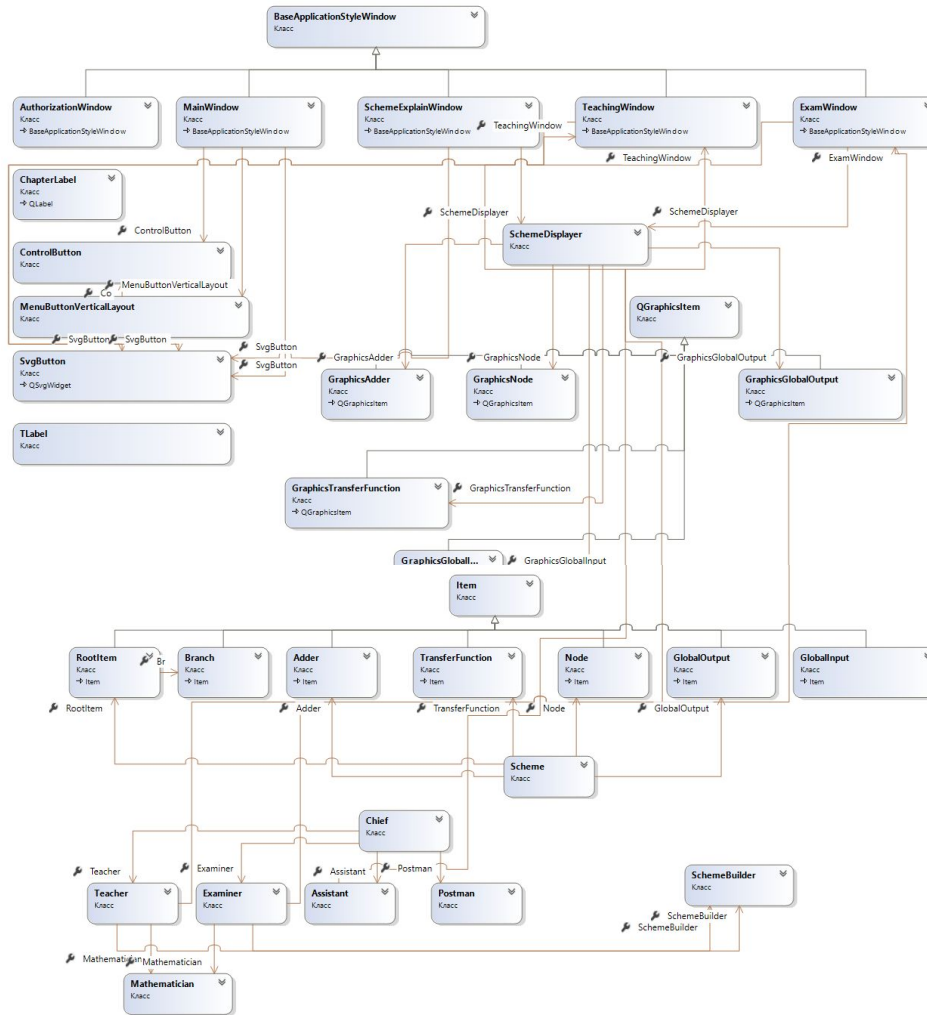 BaseApplicationStyleWindow
Класс
AuthorizationWindow
Класс
BaseApplicationStyleWindow
MainWindow
Класс
BaseApplicationStyleWindow
SchemeExplainWindow
Класс
BaseApplicationStyleWindow
TeachingWindow
Класс
BaseApplicationStyleWindow
ExamWindow
Класс
BaseApplicationStyleWindow
TeachingWindow
TeachingWindow
ExamWindow
ChapterLabel
Класс
QLabel
SchemeDisplayer
SchemeDisplayer
ControlButton
SchemeDisplayer
Класс
ControlButton
Класс
MenuButtonVerticalLayout
Co
MenuButtonVerticalLayout
Класс
QGraphicsItem
Класс
SvgButton
SvgButton
SvgButton
SvgButton
SvgButton
Класс
QSvgWidget
GraphicsAdder
GraphicsNode
GraphicsGlobalOutput
GraphicsAdder
Класс
QGraphicsItem
GraphicsNode
Класс
QGraphicsItem
GraphicsGlobalOutput
Класс
QGraphicsItem
TLabel
Класс
GraphicsTransferFunction
Класс
QGraphicsItem
GraphicsTransferFunction
GraphicsGlobalI...
GraphicsGlobalInput
Item
Класс
RootItem
Класс
Item
Br
Branch
Класс
Item
Adder
Класс
Item
TransferFunction
Класс
Item
Node
Класс
Item
GlobalOutput
Класс
Item
GlobalInput
Класс
Item
RootItem
Adder
TransferFunction
Node
GlobalOutput
Scheme
Класс
Chief
Класс
Teacher
Examiner
Assistant
Postman
Teacher
Класс
Examiner
Класс
Assistant
Класс
Postman
Класс
SchemeBuilder
Класс
SchemeBuilder
SchemeBuilder
Mathematician
Mathematician
Mathematician
Класс